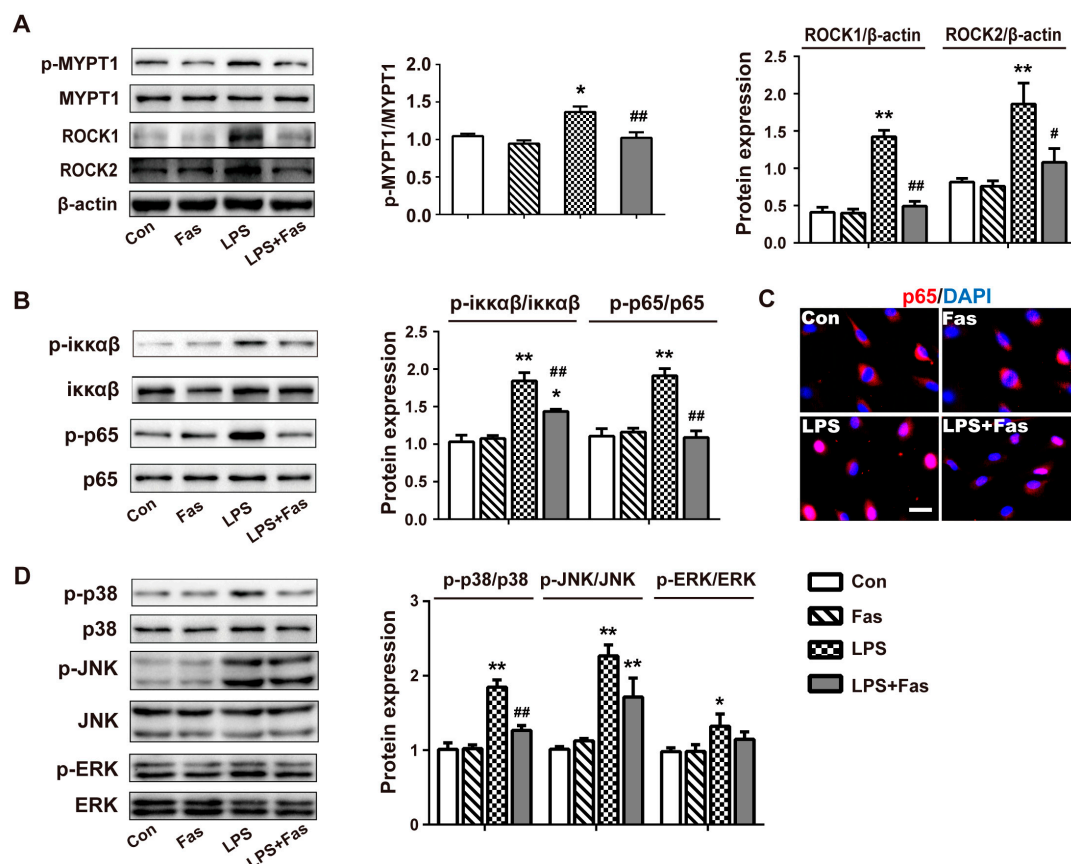 A
p-MYPT1
MYPT1
ROCK1
ROCK2
β-actin
Con Fas LPS LPS+Fas
p-MYPT1/MYPT1
2.0
1.5
1.0
0.5
0.0
*
##
ROCK1/β-actin ROCK2/β-actin
Protein expression
2.5
2.0
1.5
1.0
0.5
0.0
**
##
**
#
B
p-iκκαβ
iκκαβ
p-p65
p65
Con Fas LPS LPS+Fas
p-iκκαβ/iκκαβ p-p65/p65
Protein expression
2.5
2.0
1.5
1.0
0.5
0.0
**
##
*
**
##
C
p65/DAPI
Con Fas
LPS LPS+Fas
D
p-p38
p38
p-JNK
JNK
p-ERK
ERK
Con Fas LPS LPS+Fas
p-p38/p38 p-JNK/JNK p-ERK/ERK
Protein expression
3
2
1
0
**
##
**
**
*
Con
Fas
LPS
LPS+Fas